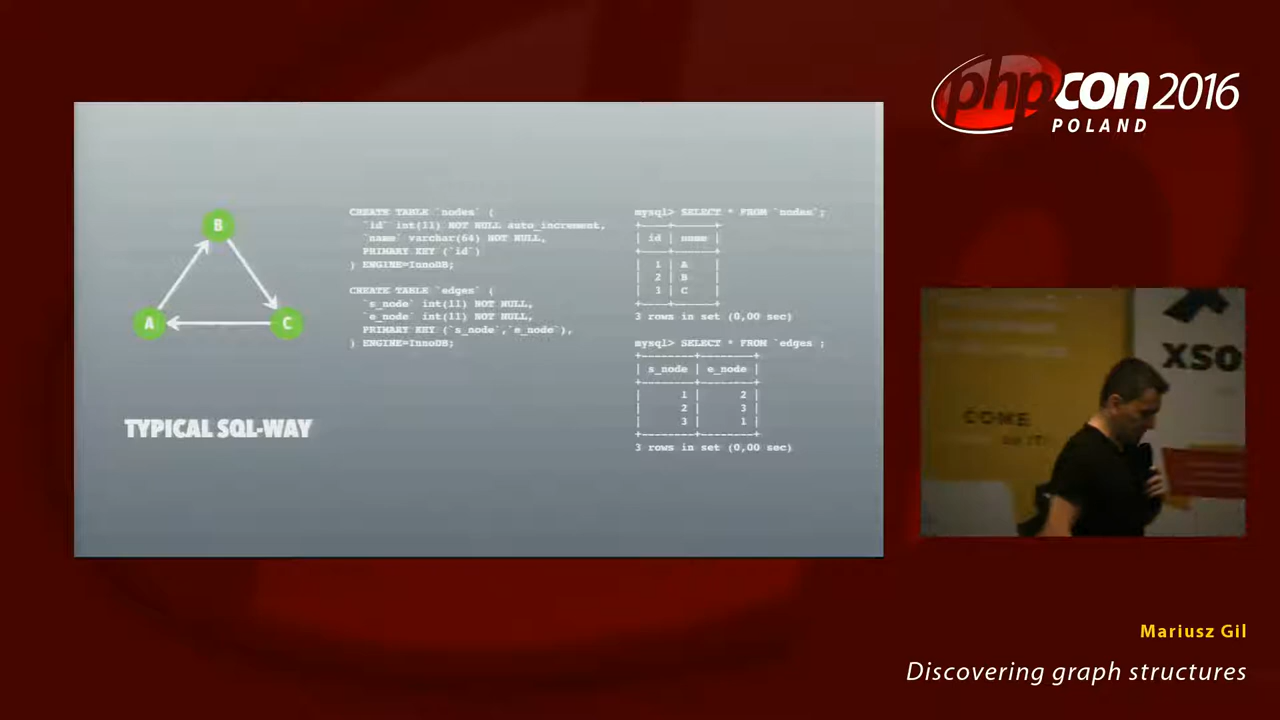 phpcon 2016
POLAND
B
A
C
TYPICAL SQL-WAY
CREATE TABLE `nodes` (
`id` int(11) NOT NULL auto_increment,
`name` varchar(64) NOT NULL,
PRIMARY KEY (`id`)
) ENGINE=InnoDB;
CREATE TABLE `edges` (
`s_node` int(11) NOT NULL,
`e_node` int(11) NOT NULL,
PRIMARY KEY (`s_node`,`e_node`),
) ENGINE=InnoDB;
mysql> SELECT * FROM `nodes`;
+------+------+
| id | name |
+------+------+
| 1 | A |
| 2 | B |
| 3 | C |
+------+------+
3 rows in set (0,00 sec)
mysql> SELECT * FROM `edges ;
+--------+--------+
| s_node | e_node |
+--------+--------+
| 1 | 2 |
| 2 | 3 |
| 3 | 1 |
+--------+--------+
3 rows in set (0,00 sec)
XSO
COME
Mariusz Gil
Discovering graph structures